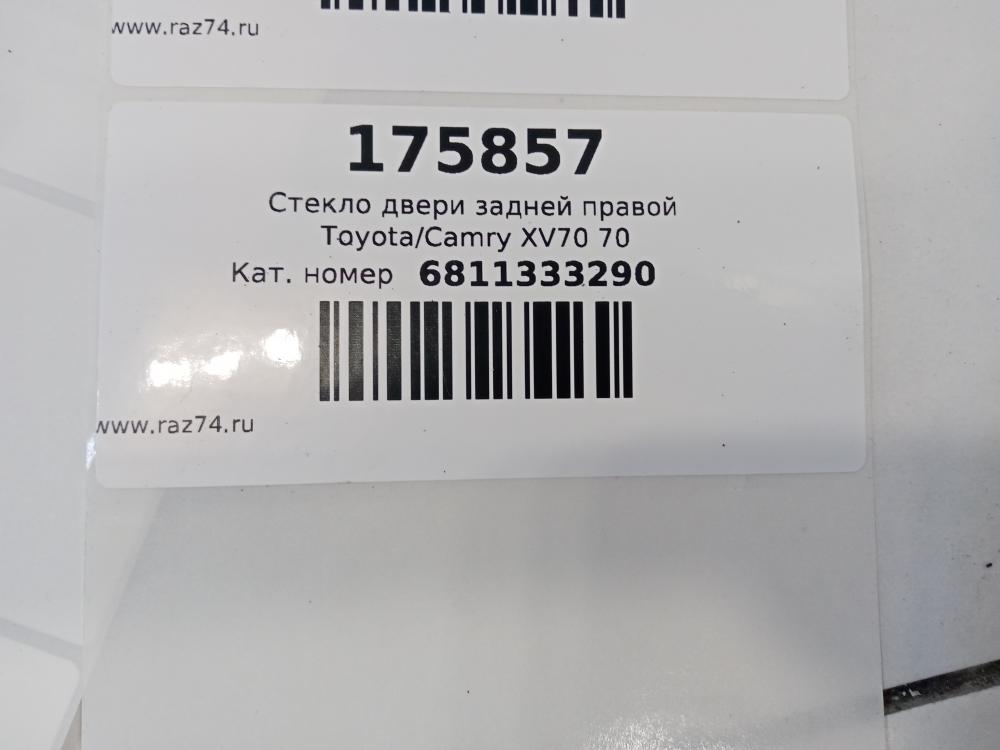 www.raz74.ru
175857
Стекло двери задней правой
Toyota/Camry XV70 70
Кат. номер 6811333290
www.raz74.ru